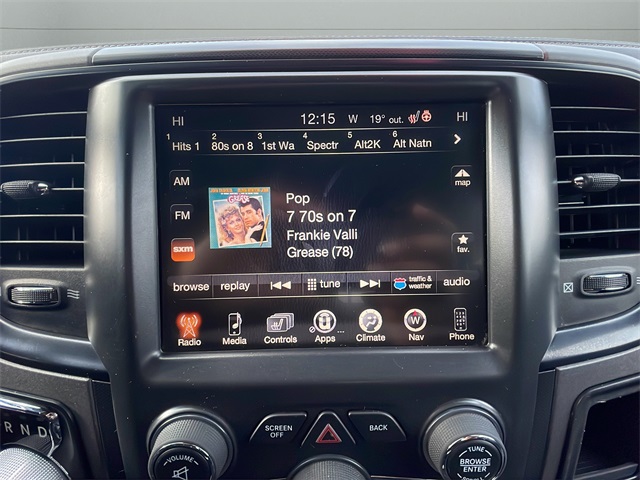 HI 12:15 W 19° out. HI
1 Hits 1 2 80s on 8 3 1st Wa 4 Spectr 5 Alt2K 6 Alt Natn
AM
map
Pop
FM
7 70s on 7
Frankie Valli
sxm
Grease (78)
fav.
GREASE
browse replay tune traffic & weather audio
Radio Media Controls Apps Climate Nav Phone
RND
SCREEN OFF
BACK
VOLUME
TUNE
BROWSE
ENTER
SCROLL